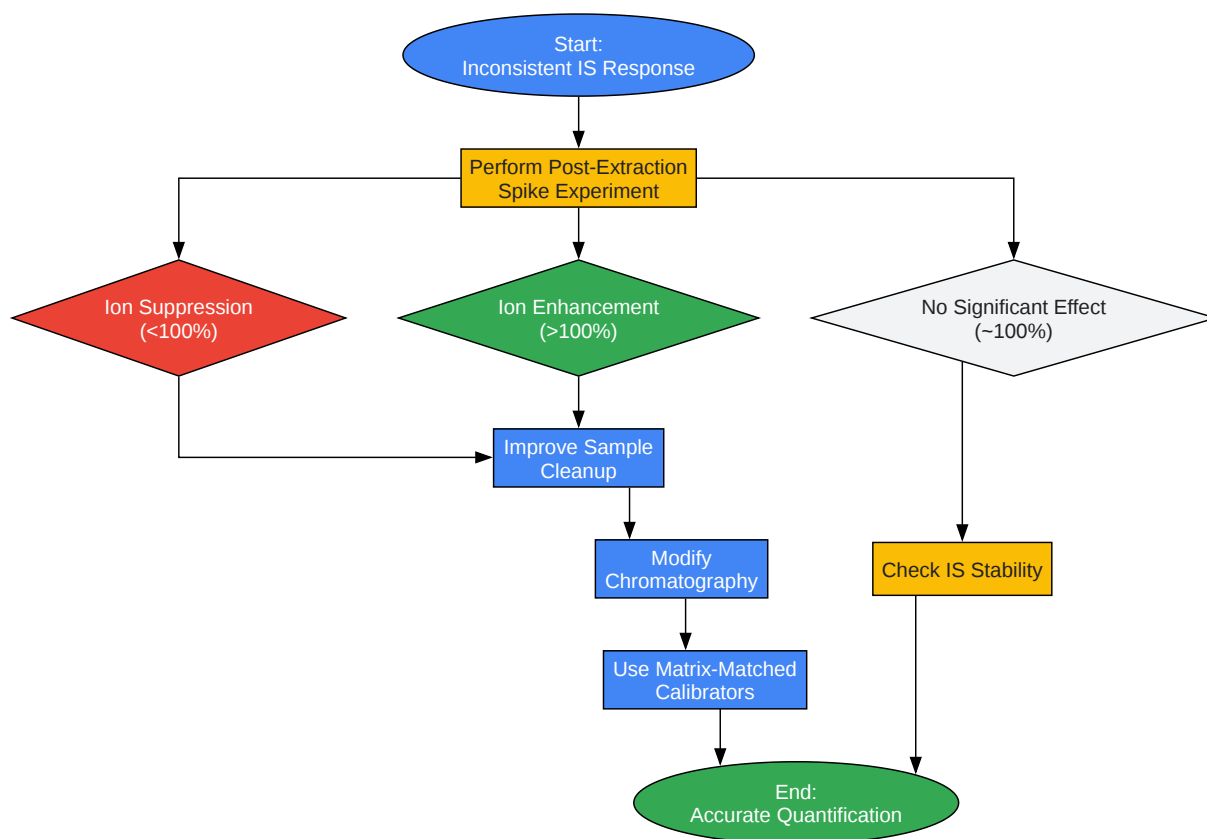 Start:
Inconsistent IS Response
Perform Post-Extraction
Spike Experiment
Ion Suppression
(<100%)
Ion Enhancement
(>100%)
No Significant Effect
(~100%)
Improve Sample
Cleanup
Modify
Chromatography
Check IS Stability
Use Matrix-Matched
Calibrators
End:
Accurate Quantification